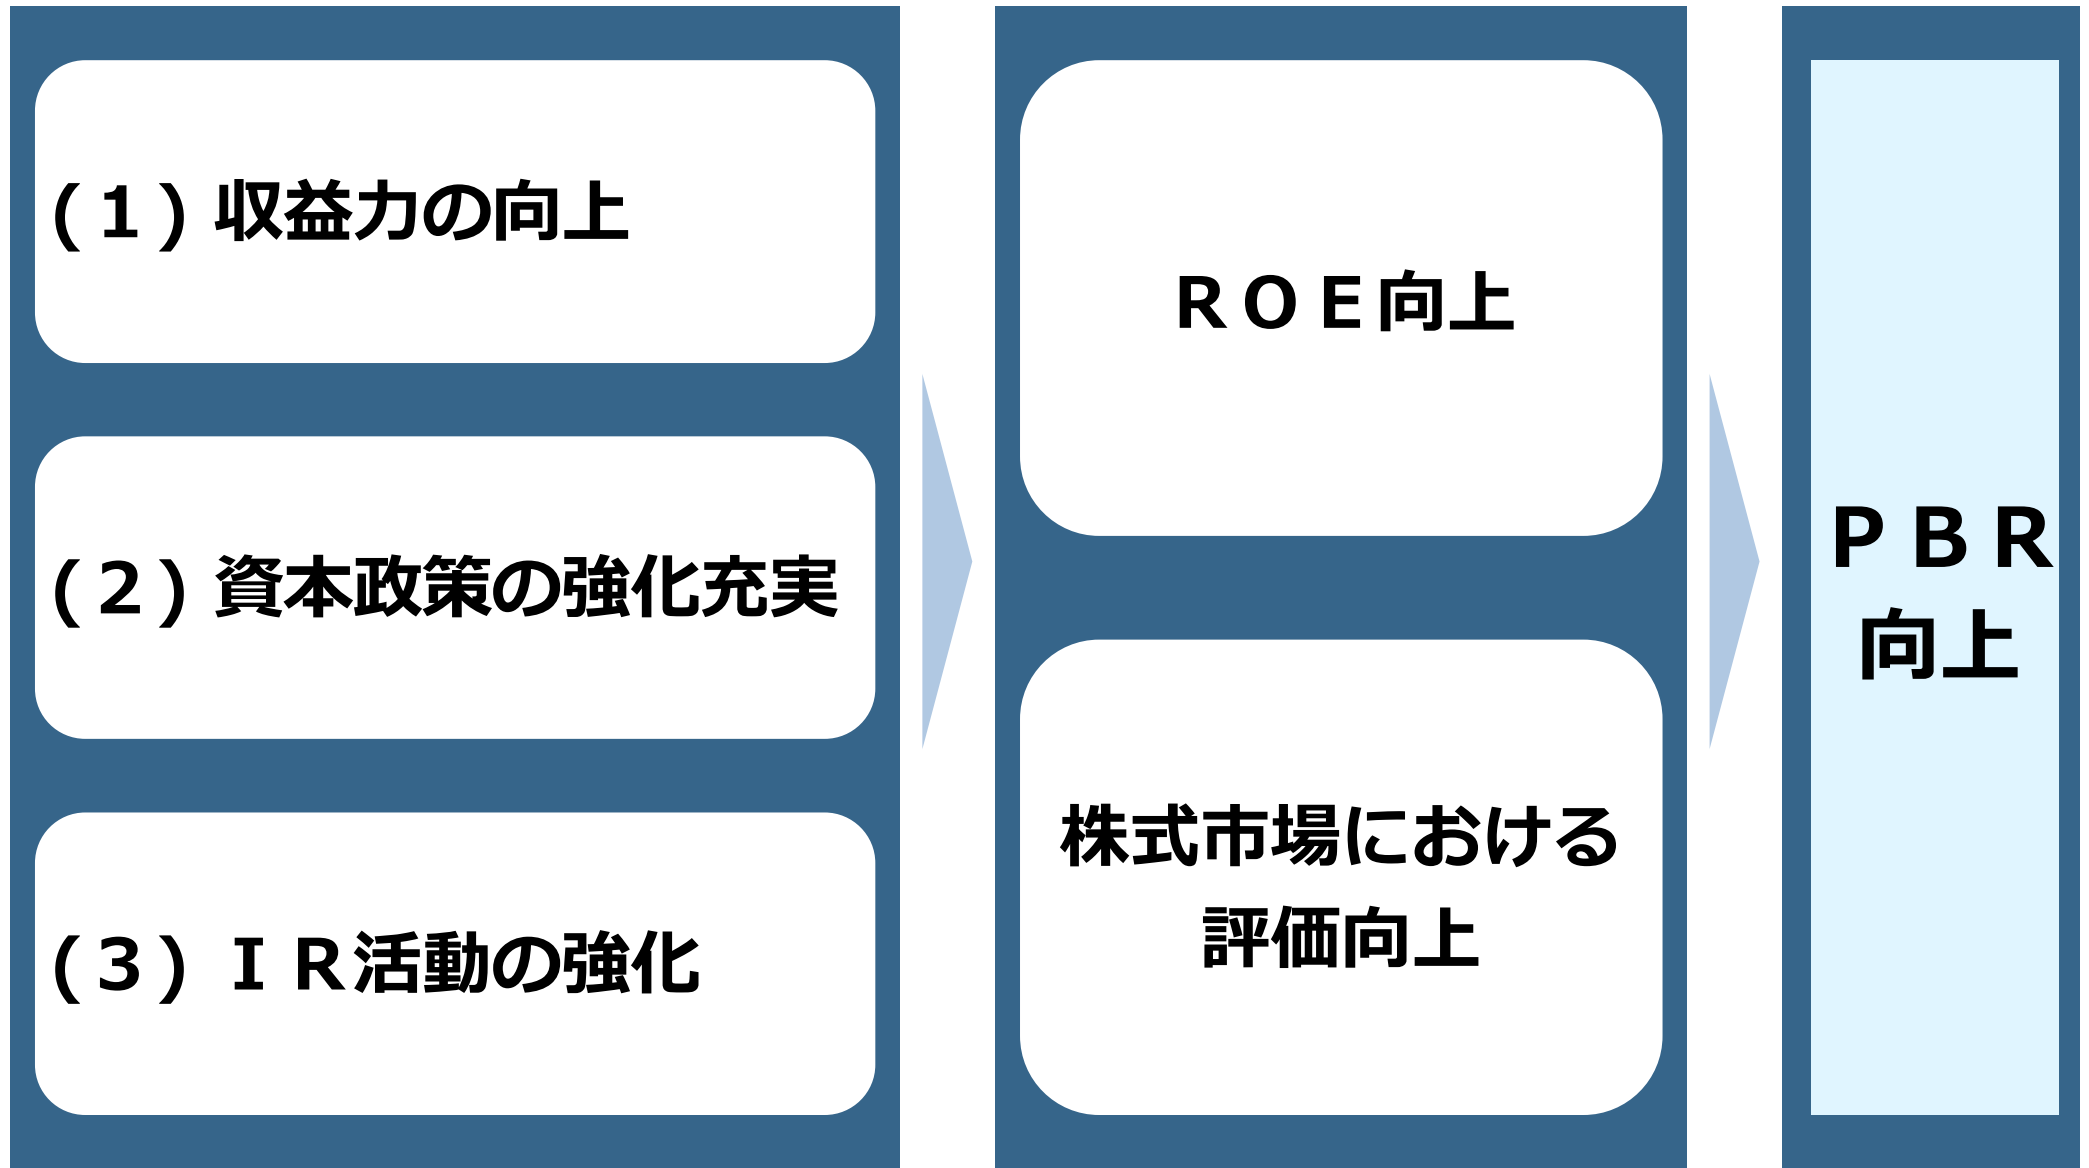 （１）収益力の向上
（２）資本政策の強化充実
（３）ＩＲ活動の強化
ＲＯＥ向上
株式市場における
評価向上
ＰＢＲ
向上